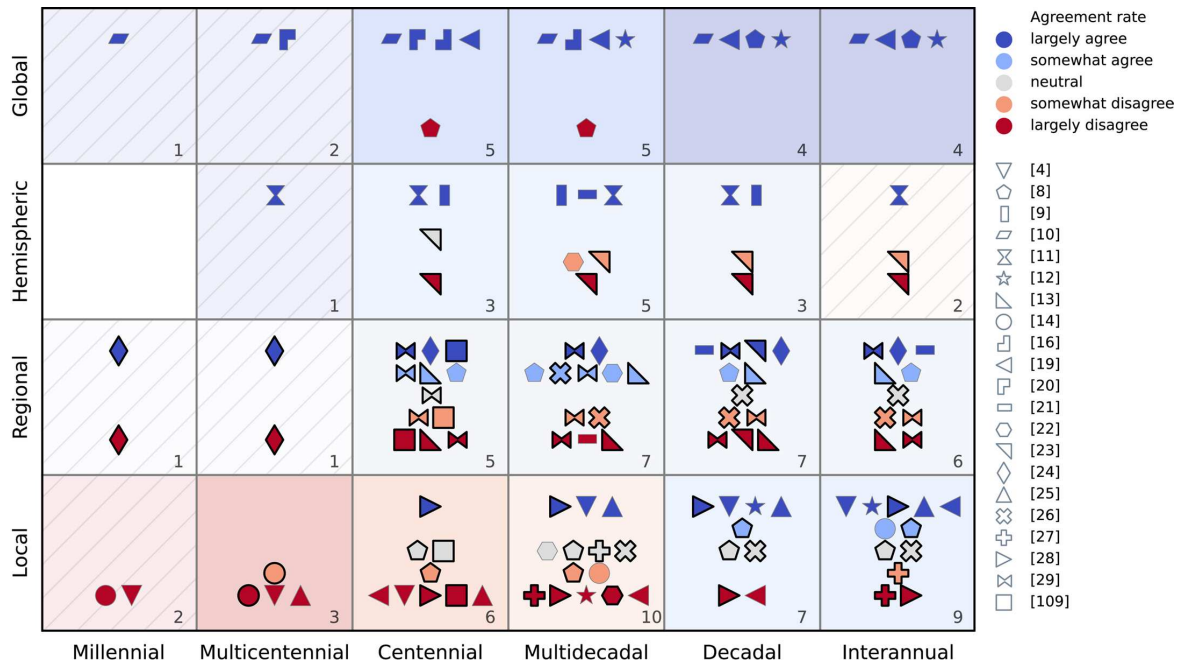 Agreement rate
largely agree
somewhat agree
neutral
somewhat disagree
largely disagree
[4]
[8]
[9]
[10]
[11]
[12]
[13]
[14]
[16]
[19]
[20]
[21]
[22]
[23]
[24]
[25]
[26]
[27]
[28]
[29]
[109]
Global
1
2
5
5
4
4
Hemispheric
1
3
5
3
2
Regional
1
1
5
7
7
6
Local
2
3
6
10
7
9
Millennial
Multicentennial
Centennial
Multidecadal
Decadal
Interannual